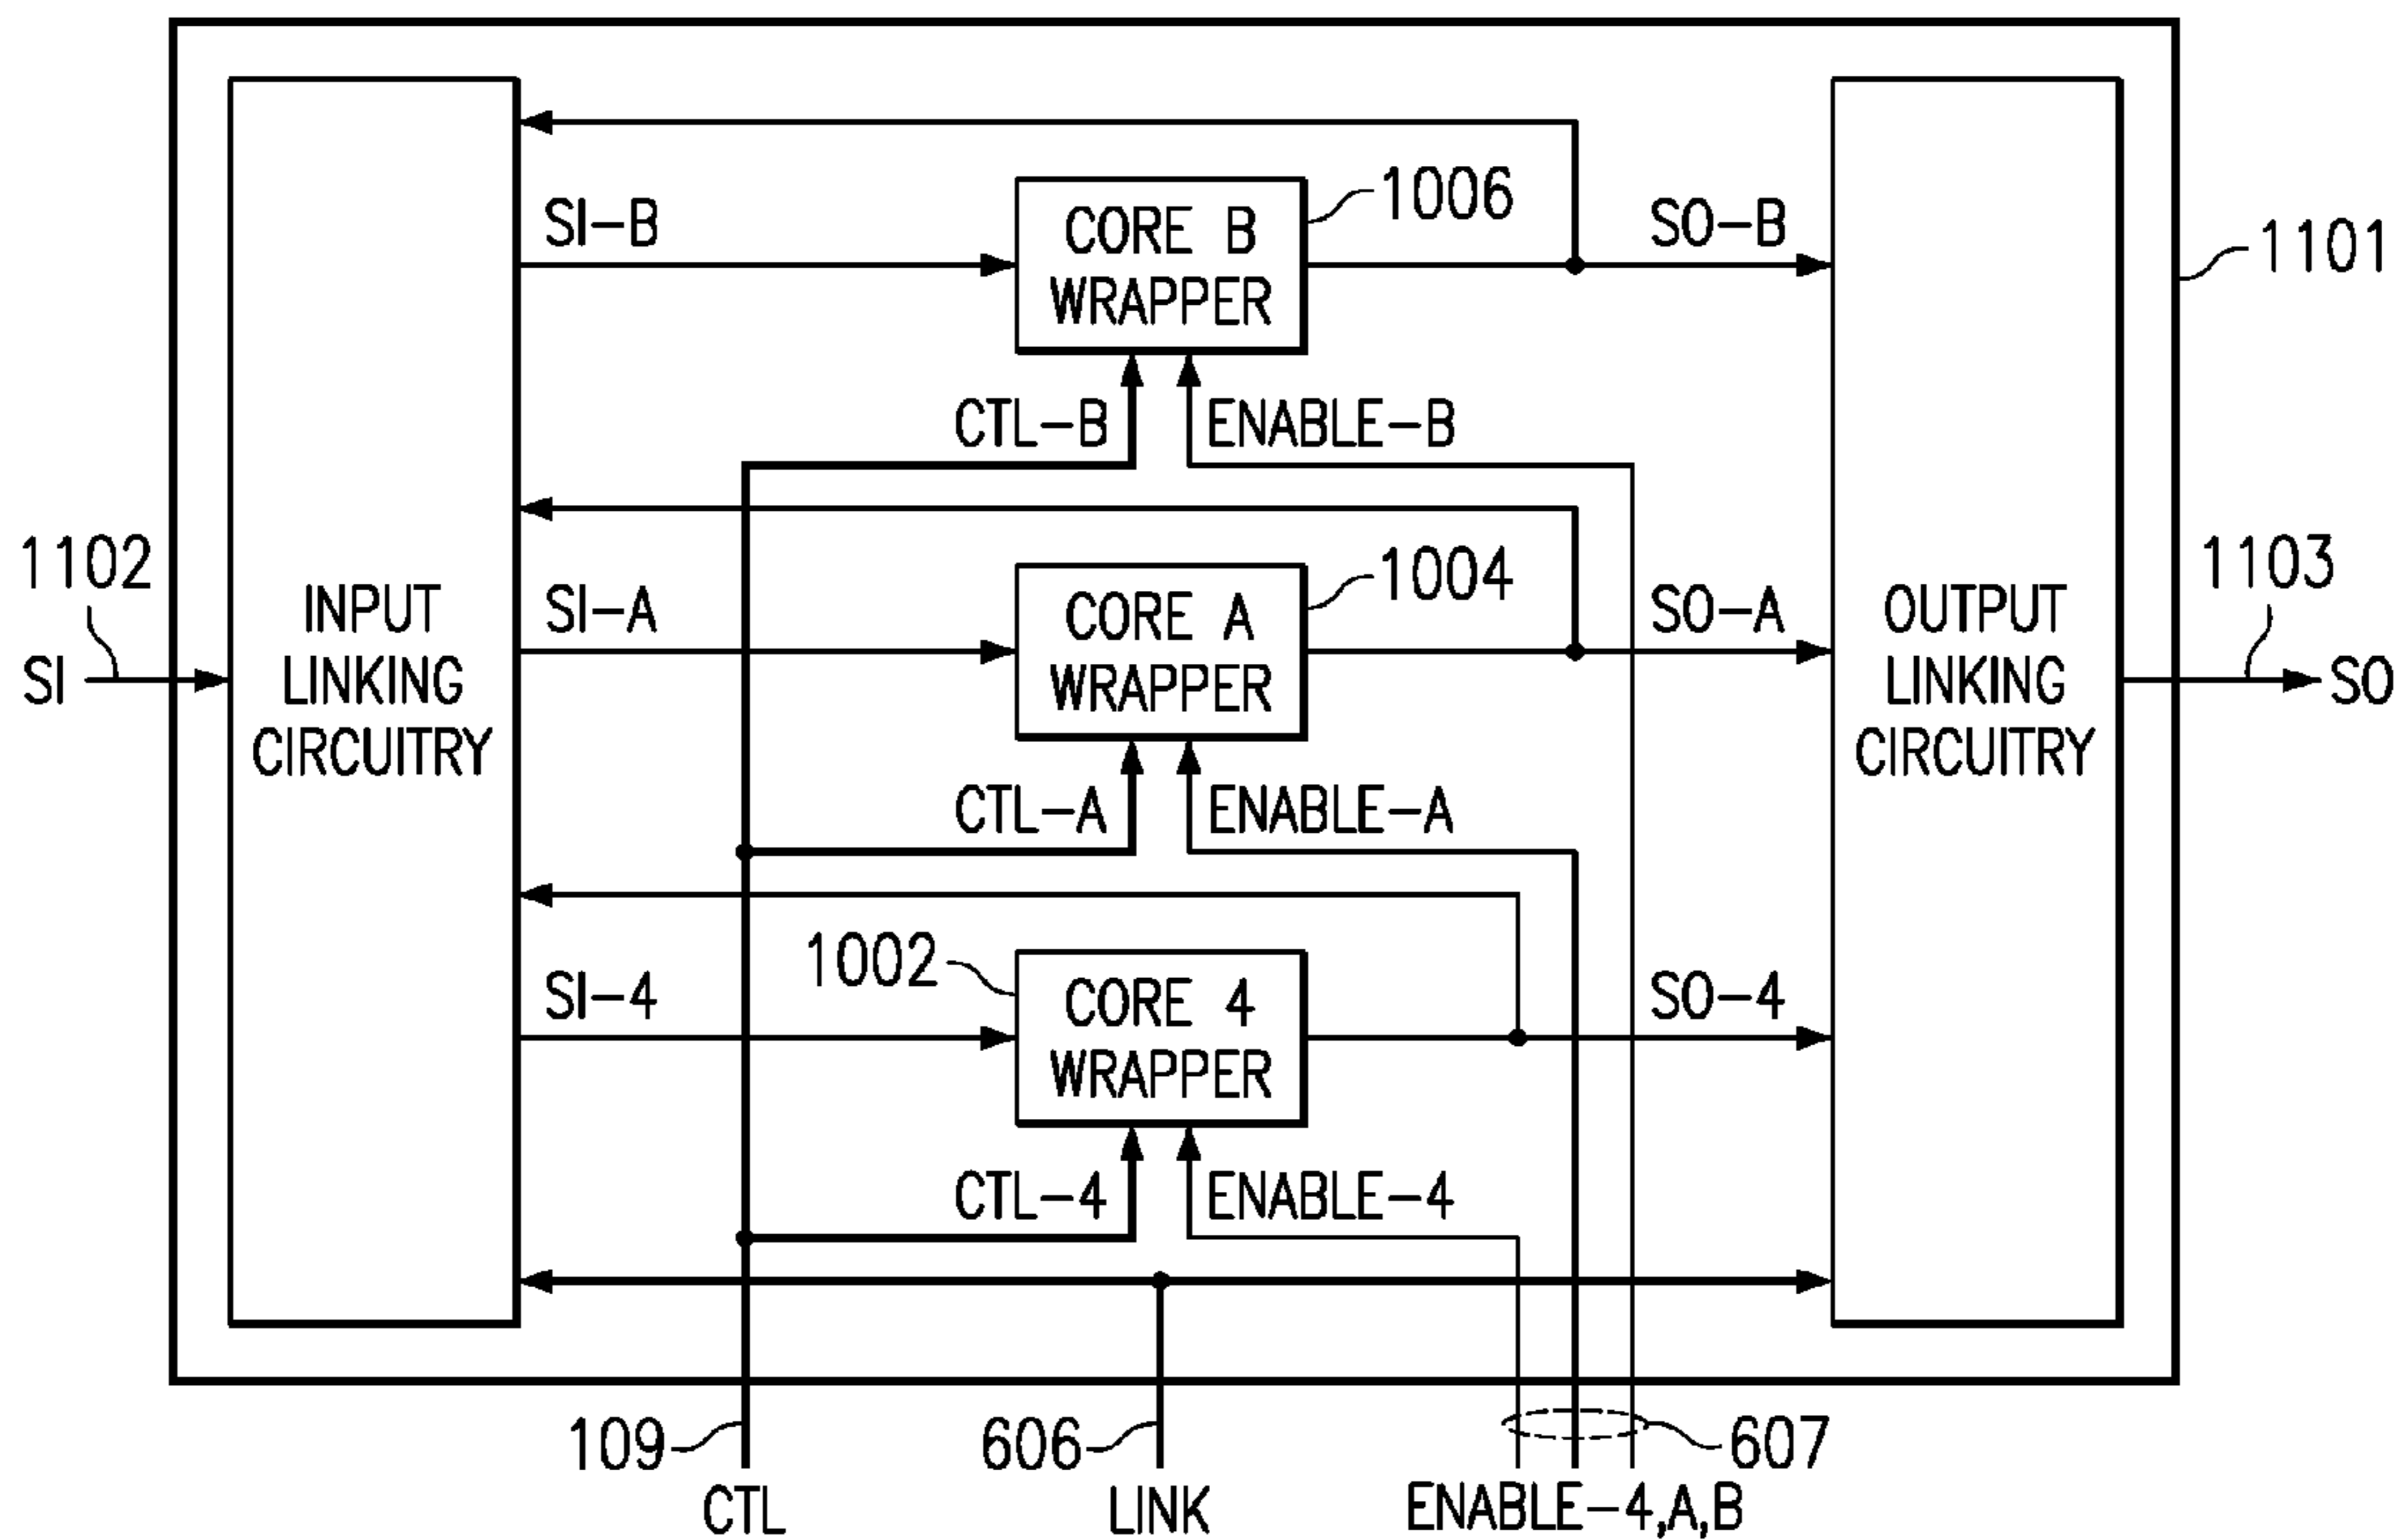 1006
SI-B
CORE B
WRAPPER
SO-B
1101
CTL-B
ENABLE-B
1102
SI
INPUT
LINKING
CIRCUITRY
SI-A
CORE A
WRAPPER
1004
SO-A
OUTPUT
LINKING
CIRCUITRY
1103
SO
CTL-A
ENABLE-A
1002
SI-4
CORE 4
WRAPPER
SO-4
CTL-4
ENABLE-4
109
CTL
606
LINK
607
ENABLE-4,A,B